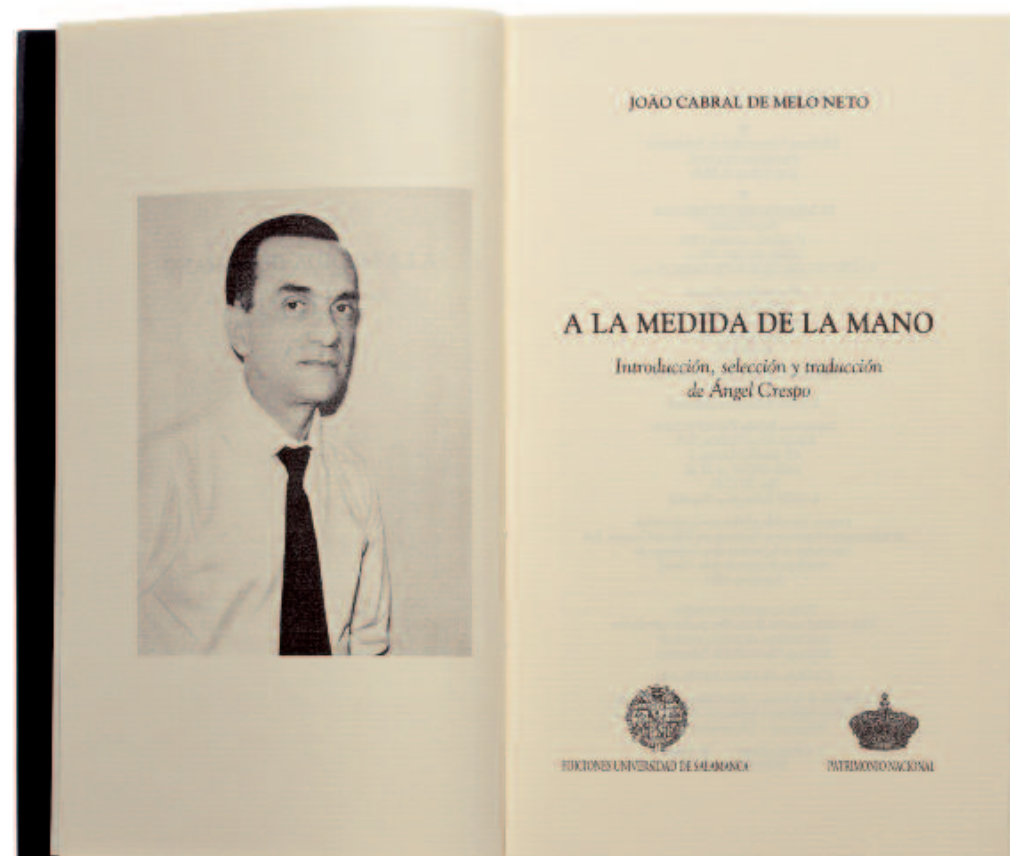 JOÃO CABRAL DE MELO NETO
A LA MEDIDA DE LA MANO
Introducción, selección y traducción
de Ángel Crespo
EDICIONES UNIVERSIDAD DE SALAMANCA
PATRIMONIO NACIONAL